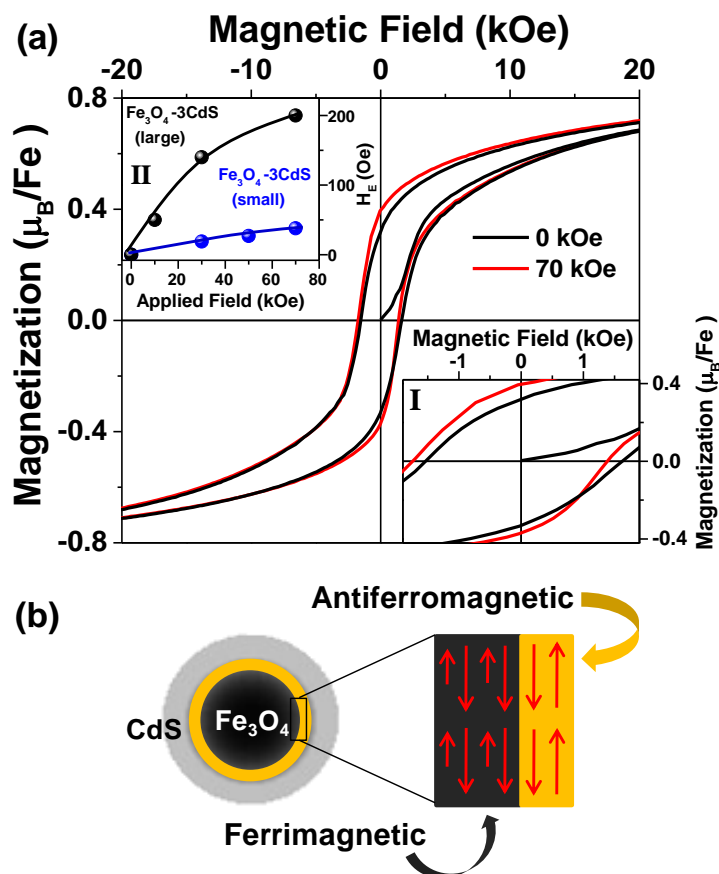 (a)
Magnetic Field (kOe)
-20 -10 0 10 20
0.8
0.4
0.0
-0.4
-0.8
Magnetization (μB/Fe )
Fe3O4-3CdS
(large)
II
Fe3O4-3CdS
(small)
200
100
0
HE (Oe)
0 20 40 60 80
Applied Field (kOe)
0 kOe
70 kOe
Magnetic Field (kOe)
-1 0 1
I
0.4
0.0
-0.4
Magnetization (μB/Fe)
(b)
Antiferromagnetic
CdS
Fe3O4
Ferrimagnetic